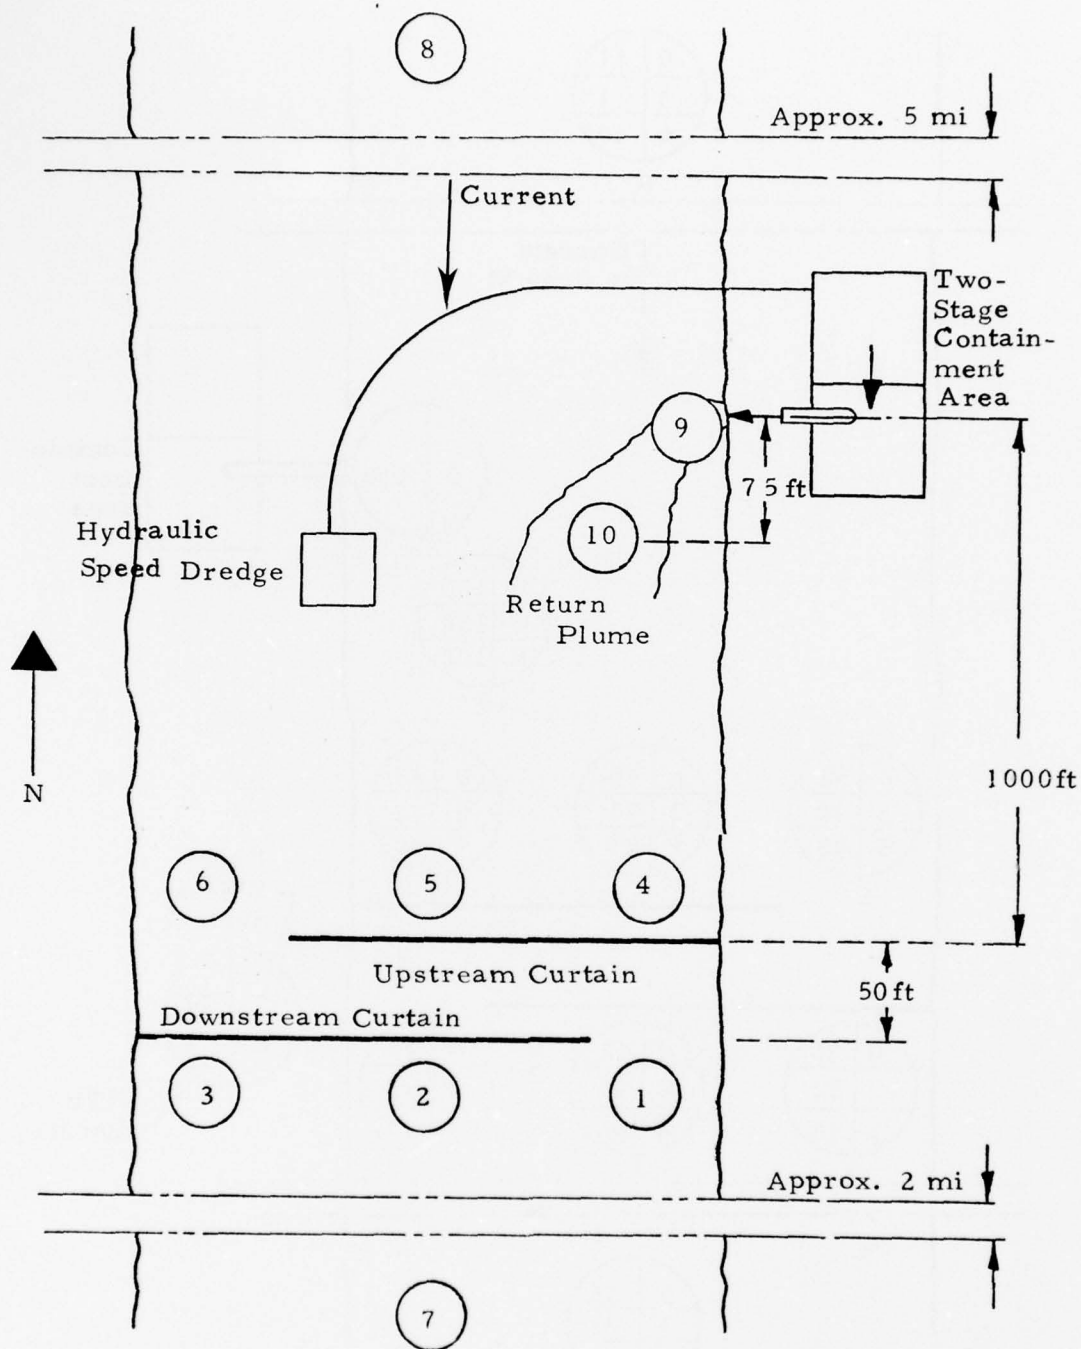 8
Approx. 5 mi
Current
Two-
Stage
Contain-
ment
Area
9
75 ft
10
Hydraulic
Speed Dredge
Return
Plume
N
1000ft
6
5
4
Upstream Curtain
50 ft
Downstream Curtain
3
2
1
Approx. 2 mi
7